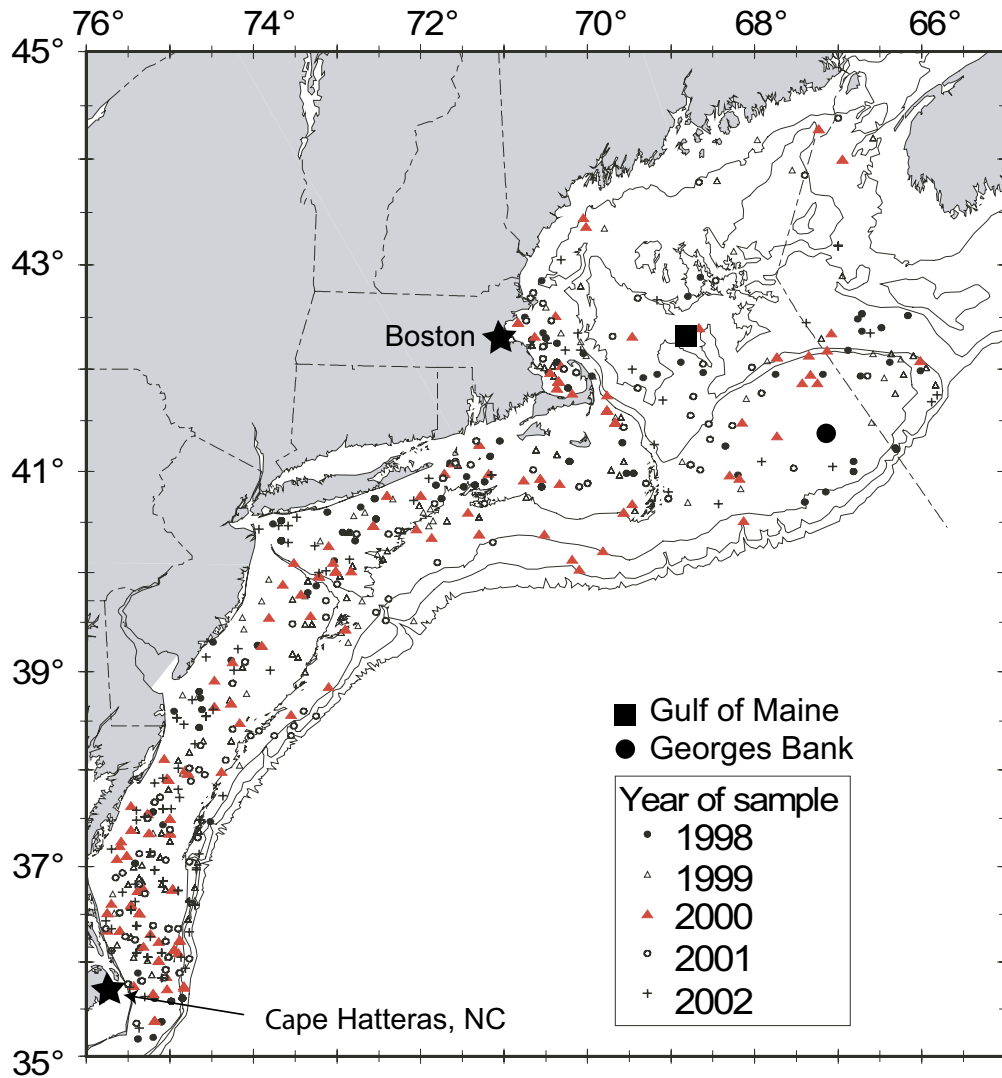 76° 74° 72° 70° 68° 66°
45°
43°
41°
39°
37°
35°
Boston
Gulf of Maine
Georges Bank
Year of sample
1998
1999
2000
2001
2002
Cape Hatteras, NC